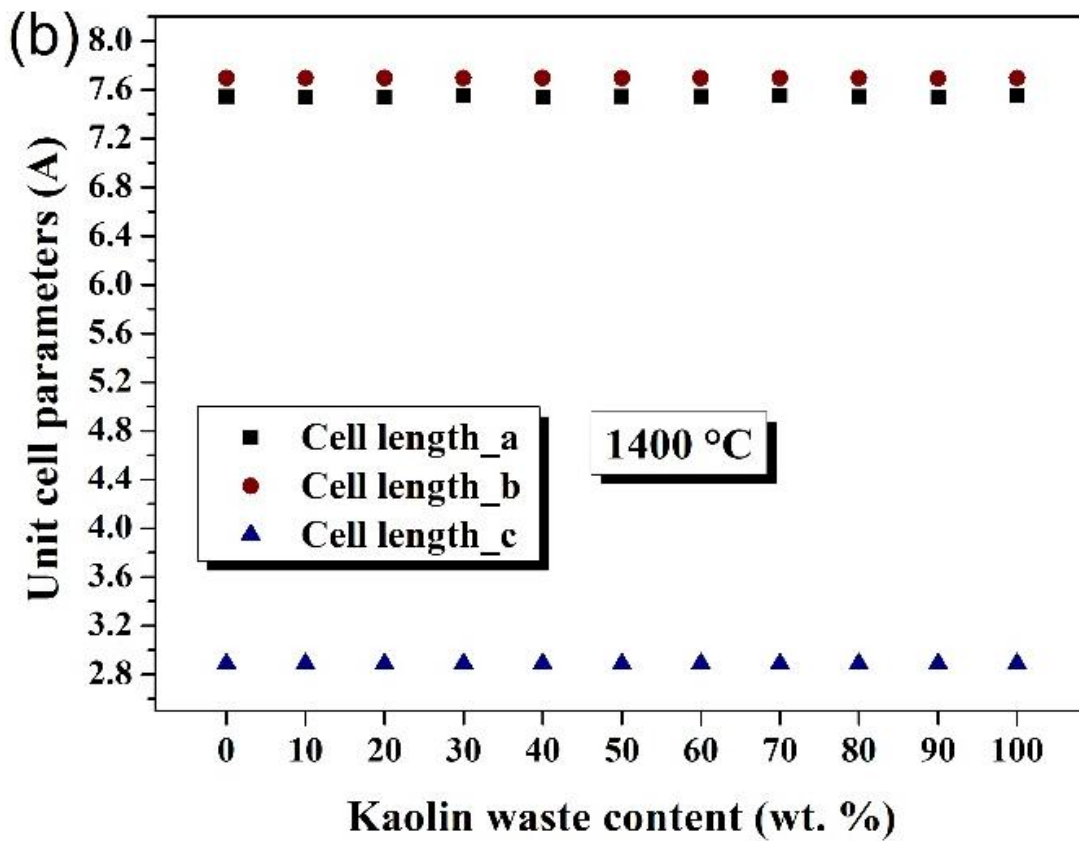 (b)
Unit cell parameters (A)
8.0
7.6
7.2
6.8
6.4
6.0
5.6
5.2
4.8
4.4
4.0
3.6
3.2
2.8
Cell length_a
Cell length_b
Cell length_c
1400 °C
0 10 20 30 40 50 60 70 80 90 100
Kaolin waste content (wt. %)